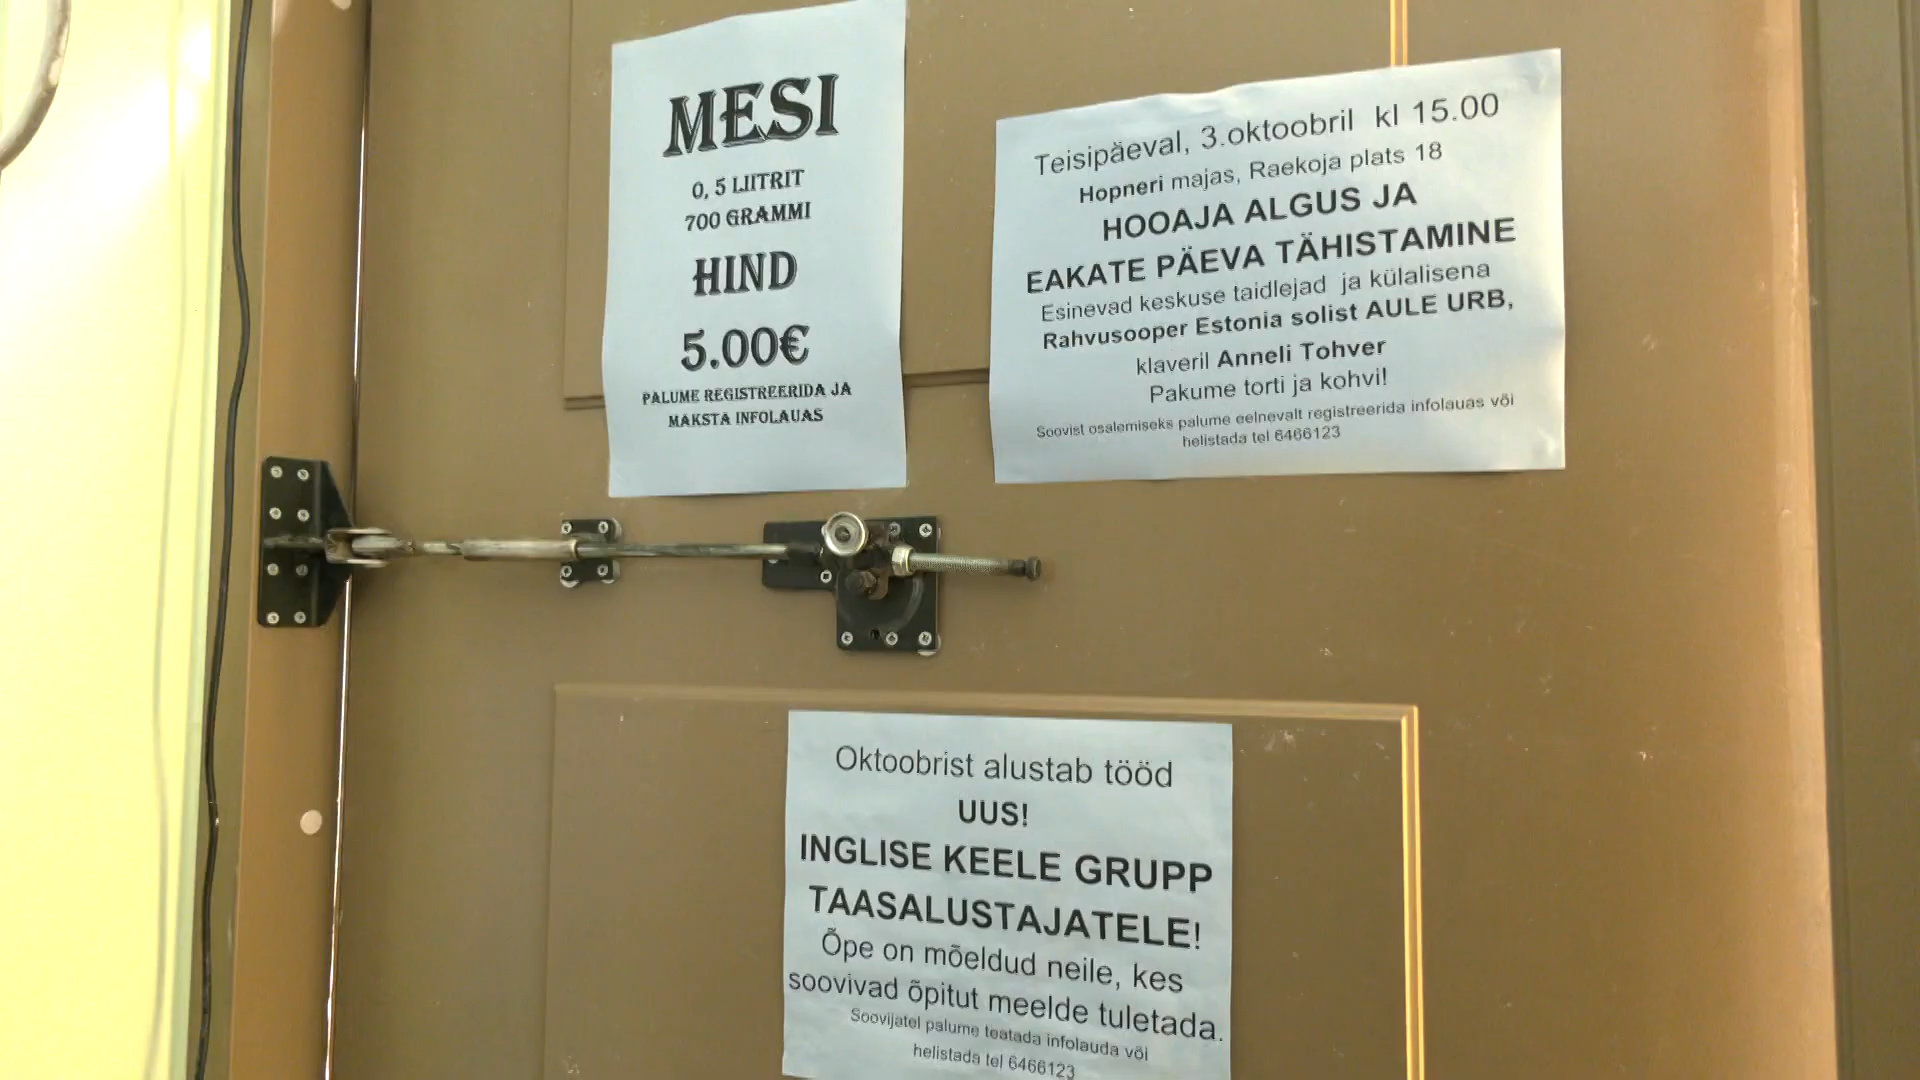 MESI
0, 5 LIITRIT
700 GRAMMI
HIND
5.00€
PALUME REGISTREERIDA JA
MAKSTA INFOLAUAS
Teisipäeval, 3.oktoobril kl 15.00
Hopneri majas, Raekoja plats 18
HOOAJA ALGUS JA
EAKATE PÄEVA TÄHISTAMINE
Esinevad keskuse taidlejad ja külalisena
Rahvusooper Estonia solist AULE URB,
klaveril Anneli Tohver
Pakume torti ja kohvi!
Soovist osalemiseks palume eelnevalt registreerida infolauas või
helistada tel 6466123
Oktoobrist alustab tööd
UUS!
INGLISE KEELE GRUPP
TAASALUSTAJATELE!
Õpe on mõeldud neile, kes
soovivad õpitut meelde tuletada.
Soovijatel palume teatada infolauda või
helistada tel 6466123